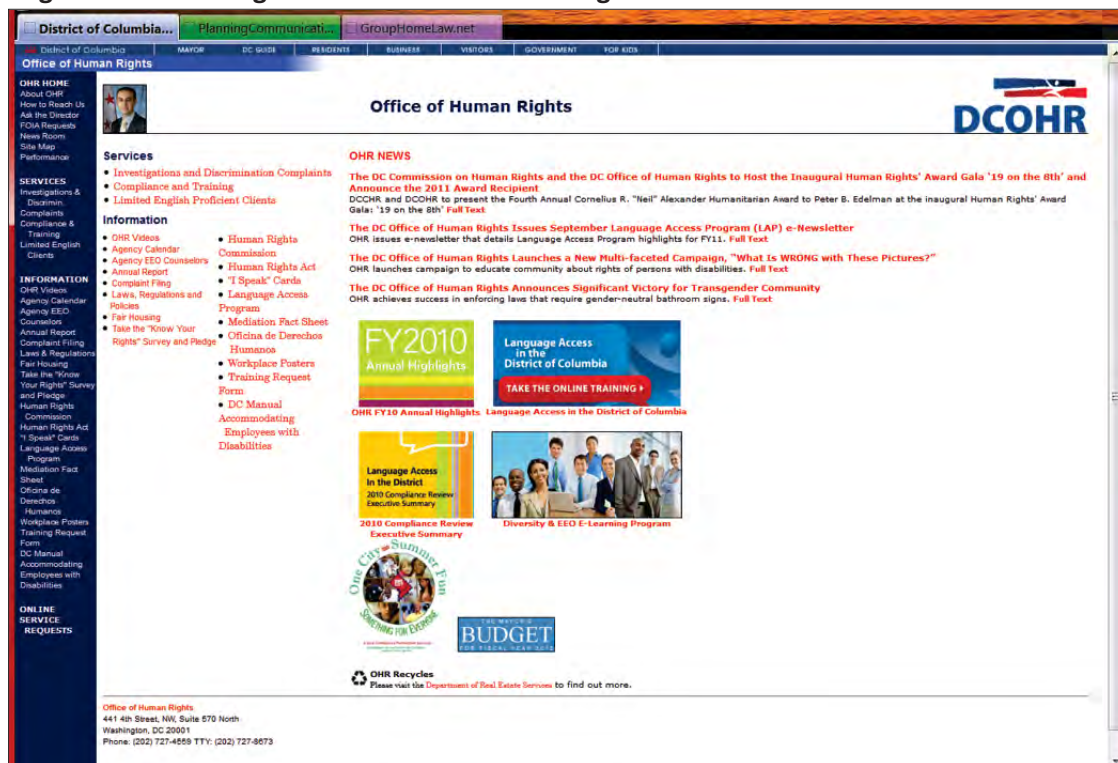 District of Columbia...
PlanningCommunicati...
GroupHomeLaw.net
District of Columbia
MAYOR
DC GUIDE
RESIDENTS
BUSINESS
VISITORS
GOVERNMENT
FOR KIDS
Office of Human Rights
OHR HOME
About OHR
How to Reach Us
Ask the Director
FOIA Requests
News Room
Site Map
Performance
SERVICES
Investigations &
Discrimin.
Complaints
Compliance &
Training
Limited English
Clients
INFORMATION
OHR Videos
Agency Calendar
Agency EEO
Counselors
Annual Report
Complaint Filing
Laws & Regulations
Fair Housing
Take the "Know
Your Rights" Survey
and Pledge
Human Rights
Commission
Human Rights Act
"I Speak" Cards
Language Access
Program
Mediation Fact
Sheet
Oficina de
Derechos
Humanos
Workplace Posters
Training Request
Form
DC Manual
Accommodating
Employees with
Disabilities
ONLINE
SERVICE
REQUESTS
Office of Human Rights
DCOHR
Services
• Investigations and Discrimination Complaints
• Compliance and Training
• Limited English Proficient Clients
Information
• OHR Videos
• Agency Calendar
• Agency EEO Counselors
• Annual Report
• Complaint Filing
• Laws, Regulations and
Policies
• Fair Housing
• Take the "Know Your
Rights" Survey and Pledge
• Human Rights
Commission
• Human Rights Act
• "I Speak" Cards
• Language Access
Program
• Mediation Fact Sheet
• Oficina de Derechos
Humanos
• Workplace Posters
• Training Request
Form
• DC Manual
Accommodating
Employees with
Disabilities
OHR NEWS
The DC Commission on Human Rights and the DC Office of Human Rights to Host the Inaugural Human Rights' Award Gala '19 on the 8th' and
Announce the 2011 Award Recipient
DCCHR and DCOHR to present the Fourth Annual Cornelius R. "Neil" Alexander Humanitarian Award to Peter B. Edelman at the inaugural Human Rights' Award
Gala: '19 on the 8th' Full Text
The DC Office of Human Rights Issues September Language Access Program (LAP) e-Newsletter
OHR issues e-newsletter that details Language Access Program highlights for FY11. Full Text
The DC Office of Human Rights Launches a New Multi-faceted Campaign, "What Is WRONG with These Pictures?"
OHR launches campaign to educate community about rights of persons with disabilities. Full Text
The DC Office of Human Rights Announces Significant Victory for Transgender Community
OHR achieves success in enforcing laws that require gender-neutral bathroom signs. Full Text
FY2010
Annual Highlights
OHR FY10 Annual Highlights
Language Access
in the
District of Columbia
TAKE THE ONLINE TRAINING
Language Access in the District of Columbia
Language Access
In the District
2010 Compliance Review
Executive Summary
2010 Compliance Review
Executive Summary
Diversity & EEO E-Learning Program
One City Summer Fun
SOMETHING FOR EVERYONE
THE MAYOR'S
BUDGET
FOR FISCAL YEAR
OHR Recycles
Please visit the Department of Real Estate Services to find out more.
Office of Human Rights
441 4th Street, NW, Suite 570 North
Washington, DC 20001
Phone: (202) 727-4559 TTY: (202) 727-8673